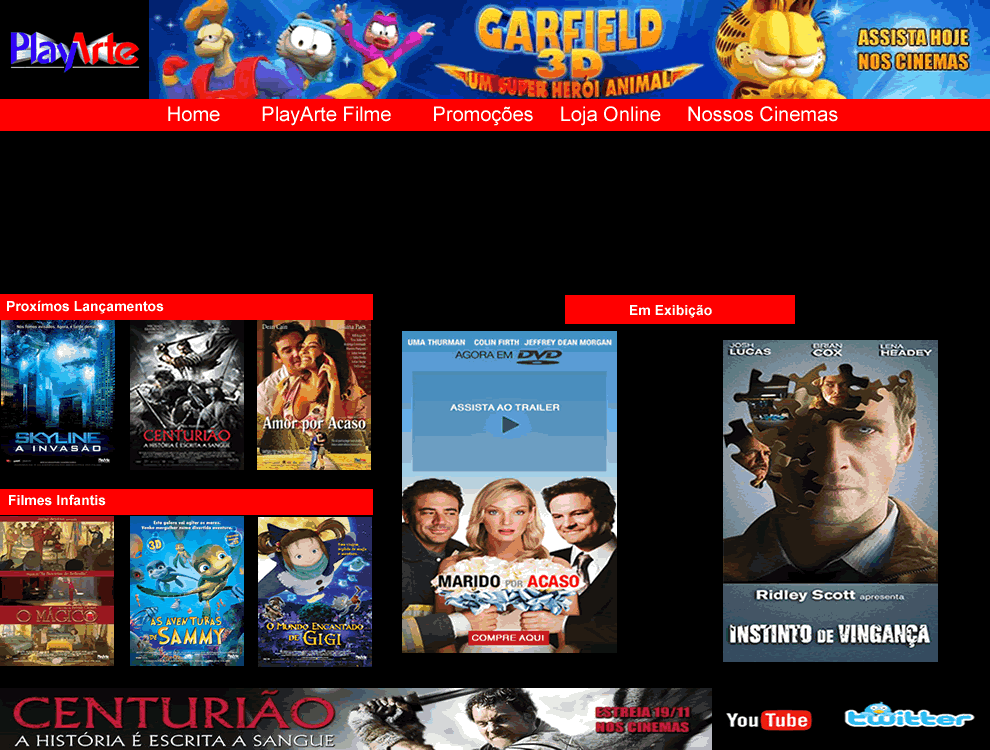 PlayArte
GARFIELD
3D
UM SUPER HERÓI ANIMAL
ASSISTA HOJE
NOS CINEMAS
Home PlayArte Filme Promoções Loja Online Nossos Cinemas
Proxímos Lançamentos
SKYLINE
A INVASÃO
CENTURIÃO
A HISTÓRIA É ESCRITA A SANGUE
Dean Cain
Amor por Acaso
Filmes Infantis
O MÁGICO
3D
AS AVENTURAS
DE SAMMY
O MUNDO ENCANTADO
DE GIGI
Em Exibição
UMA THURMAN COLIN FIRTH JEFFREY DEAN MORGAN
AGORA EM DVD
ASSISTA AO TRAILER
MARIDO POR ACASO
COMPRE AQUI
JOSH LUCAS BRIAN COX LENA HEADEY
Ridley Scott apresenta
INSTINTO DE VINGANÇA
CENTURIÃO
A HISTÓRIA É ESCRITA A SANGUE
ESTREIA 19/11
NOS CINEMAS
YouTube
twitter